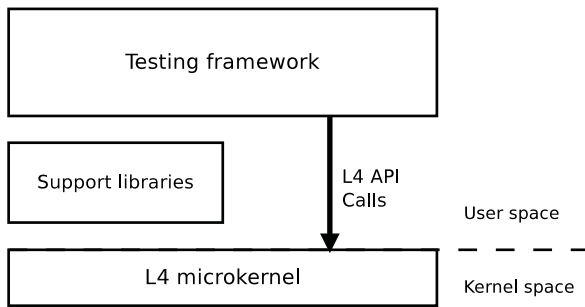 Testing framework
Support libraries
L4 API
Calls
User space
L4 microkernel
Kernel space